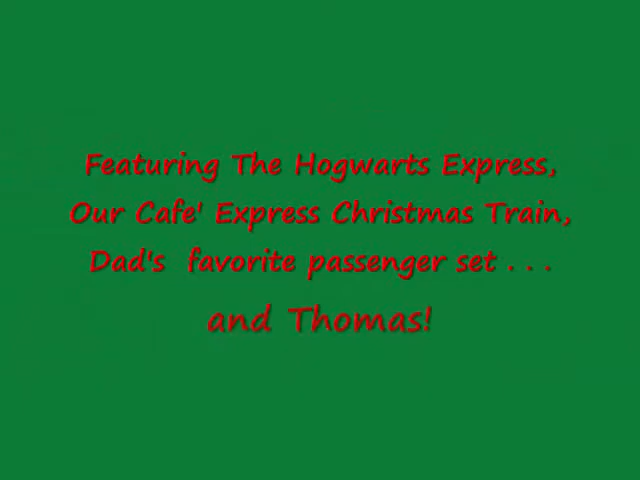 Featuring The Hogwarts Express,
Our Cafe' Express Christmas Train,
Dad's  favorite passenger set . . .
and Thomas!